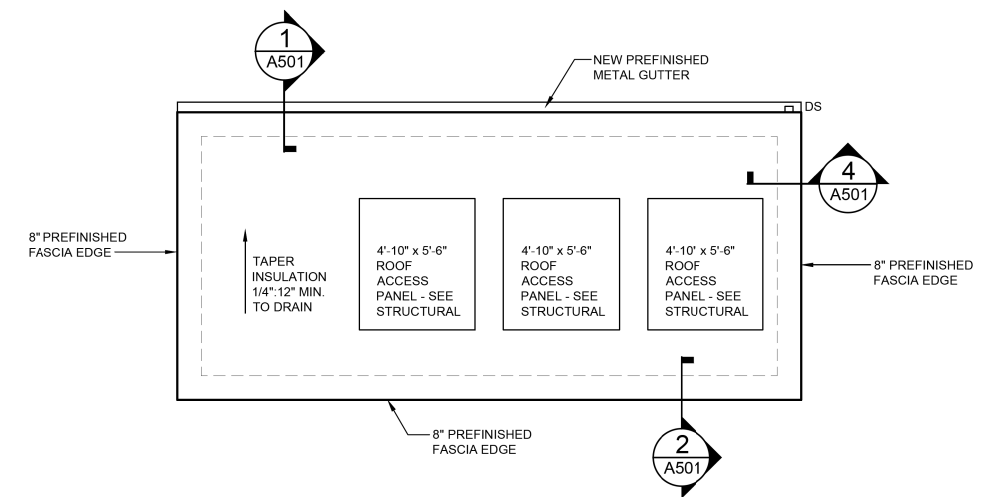 1
A501
NEW PREFINISHED
METAL GUTTER
DS
4
A501
8" PREFINISHED
FASCIA EDGE
TAPER
INSULATION
1/4":12" MIN.
TO DRAIN
4'-10" x 5'-6"
ROOF
ACCESS
PANEL - SEE
STRUCTURAL
4'-10" x 5'-6"
ROOF
ACCESS
PANEL - SEE
STRUCTURAL
4'-10' x 5'-6"
ROOF
ACCESS
PANEL - SEE
STRUCTURAL
8" PREFINISHED
FASCIA EDGE
8" PREFINISHED
FASCIA EDGE
2
A501